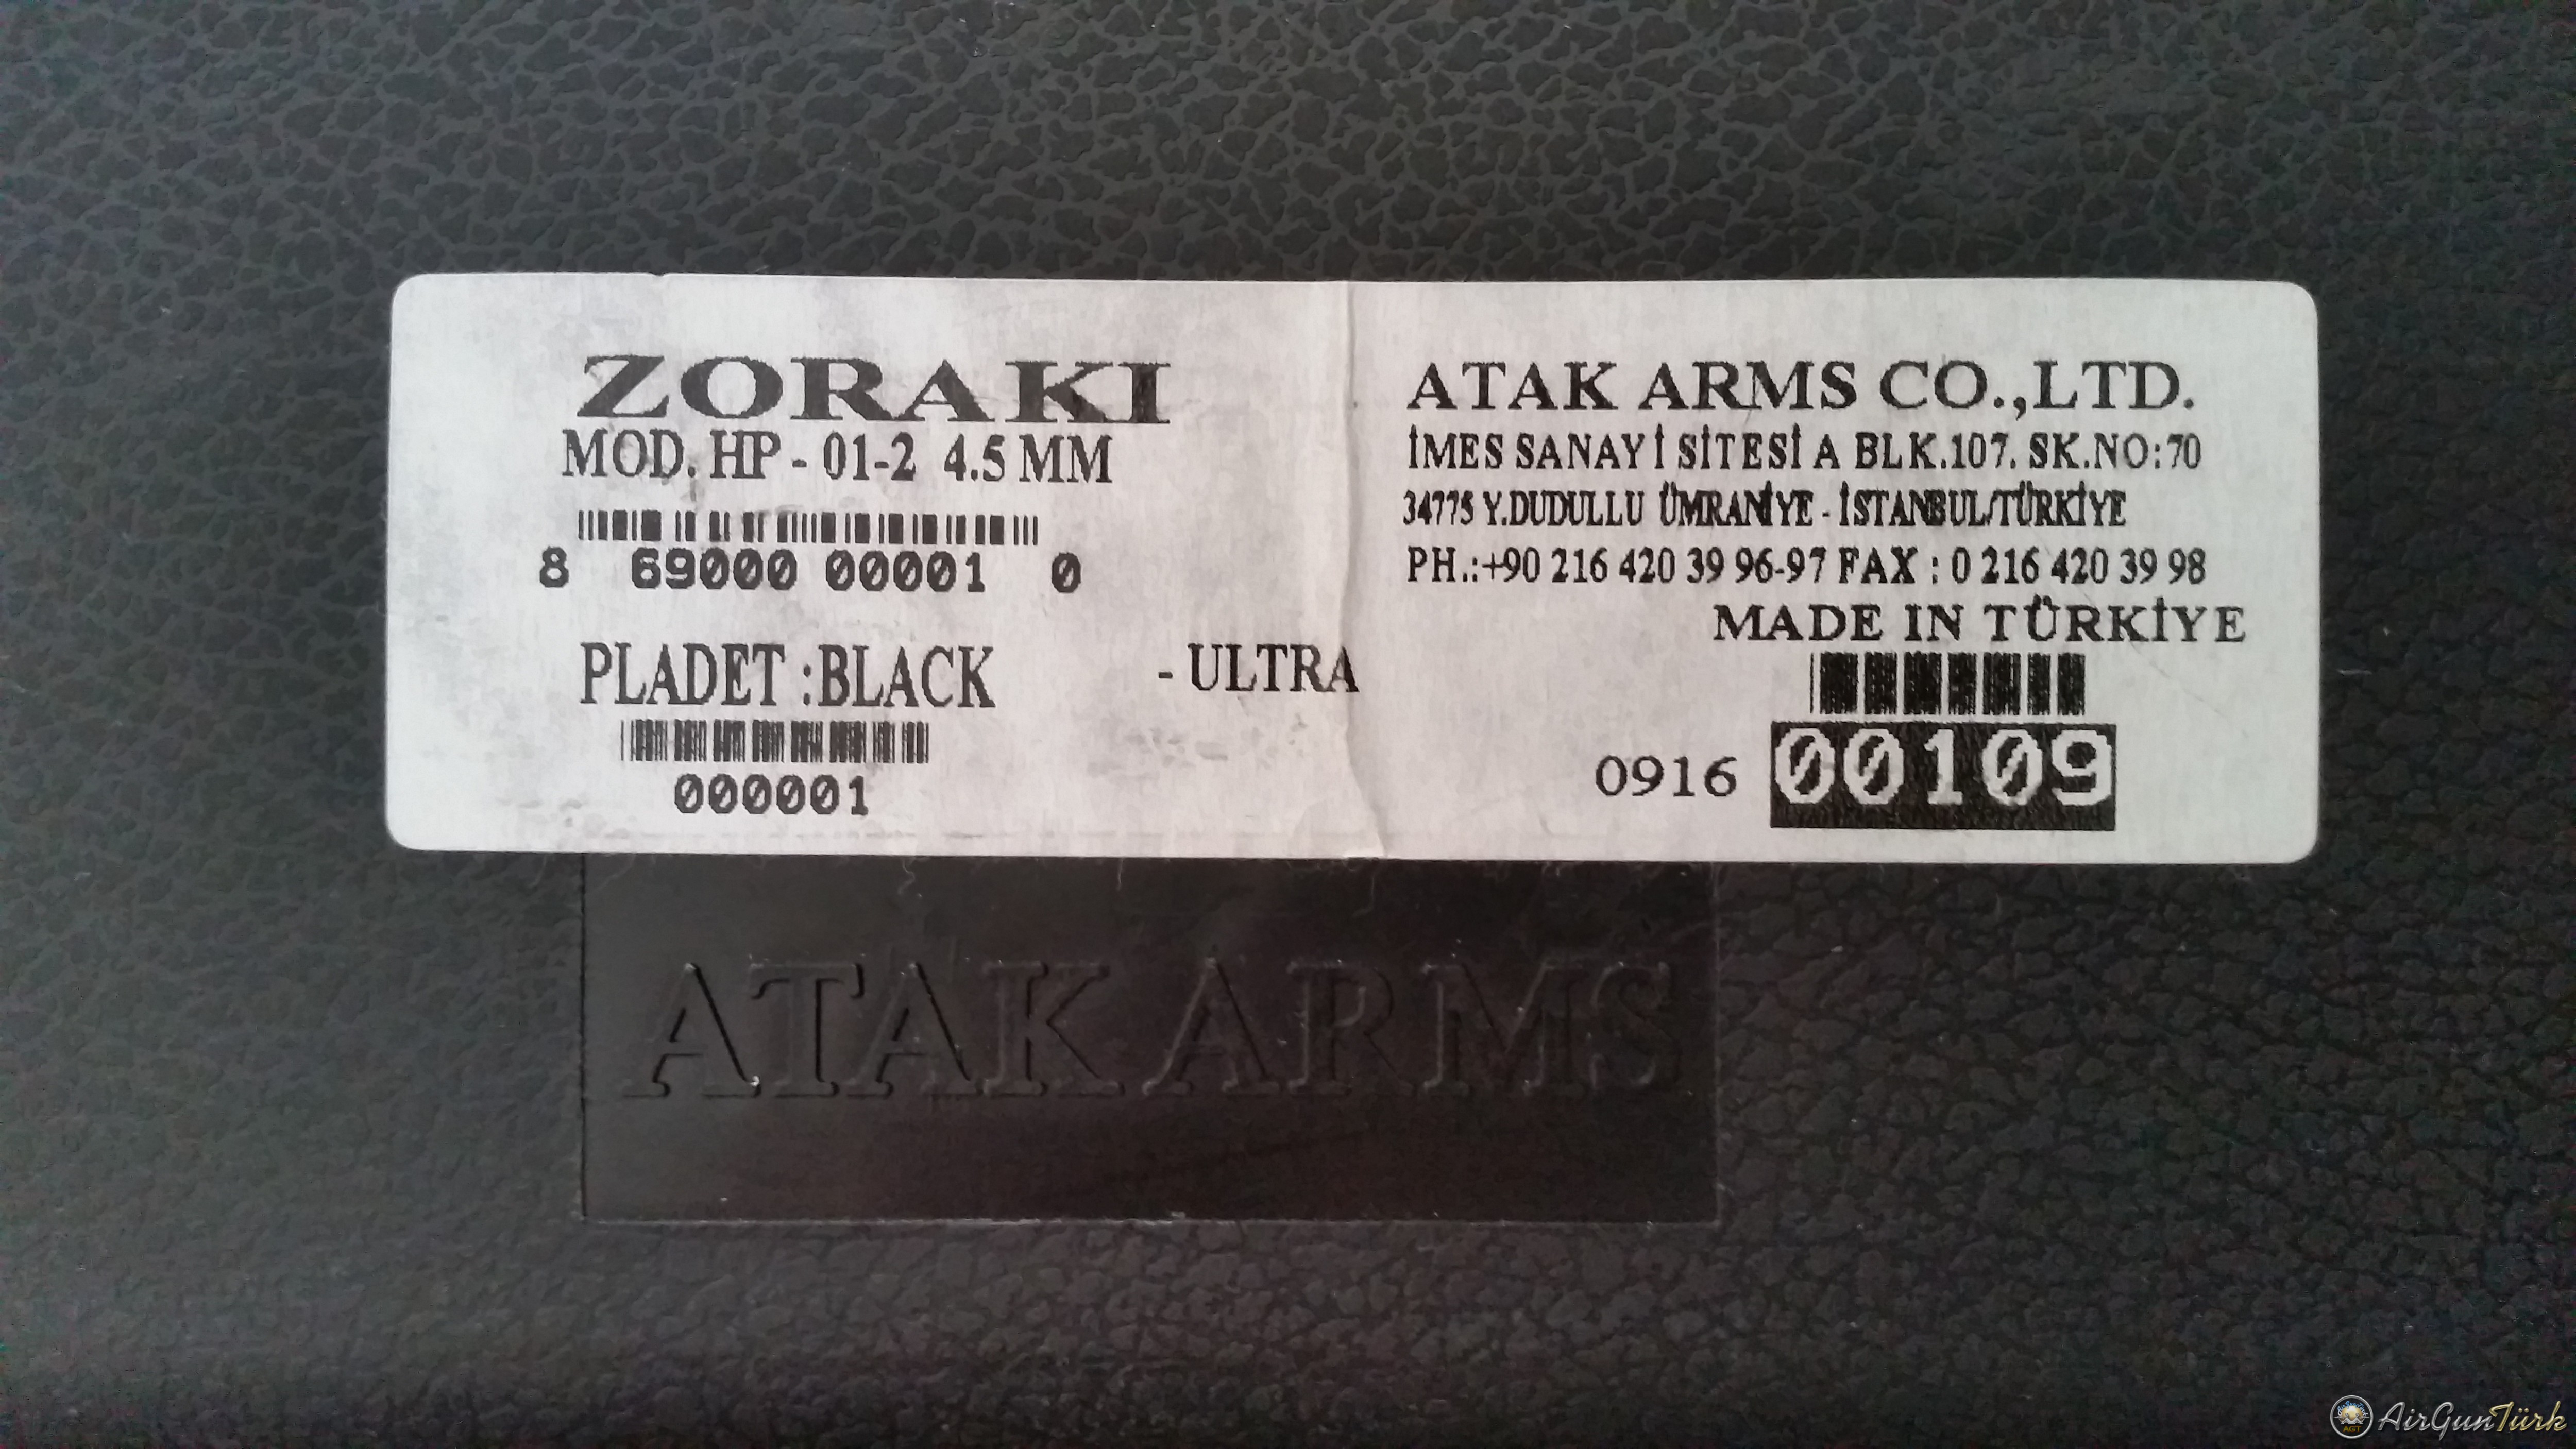 ZORAKI
MOD. HP - 01-2 4.5 MM
8 69000 00001 0
PLADET :BLACK - ULTRA
000001
ATAK ARMS CO.,LTD.
İMES SANAYİ SİTESİ A BLK.107. SK.NO:70
34775 Y.DUDULLU ÜMRANİYE - İSTANBUL/TÜRKİYE
PH.:+90 216 420 39 96-97 FAX : 0 216 420 39 98
MADE IN TÜRKİYE
0916 00109
ATAK ARMS
AGT AirGunTürk